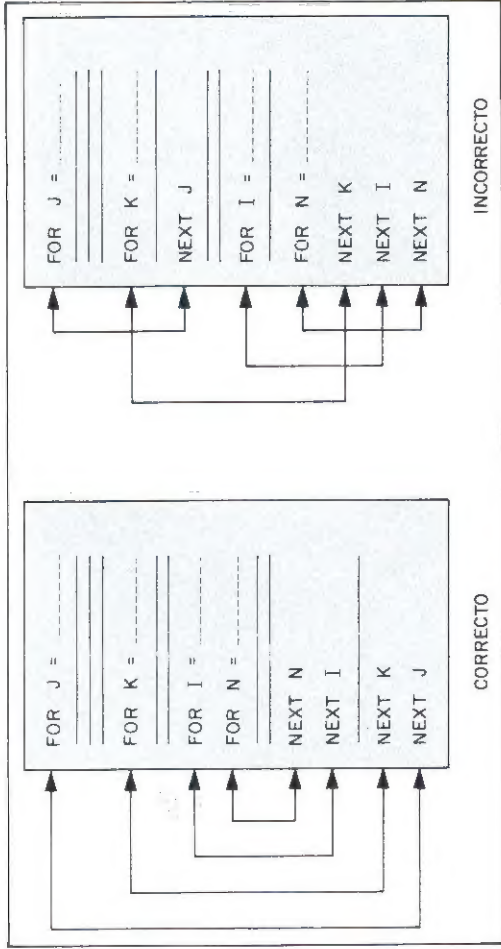 FOR J =
FOR K =
FOR I =
FOR N =
NEXT N
NEXT I
NEXT K
NEXT J
CORRECTO
FOR J =
FOR K =
NEXT J
FOR I =
FOR N =
NEXT K
NEXT I
NEXT N
INCORRECTO